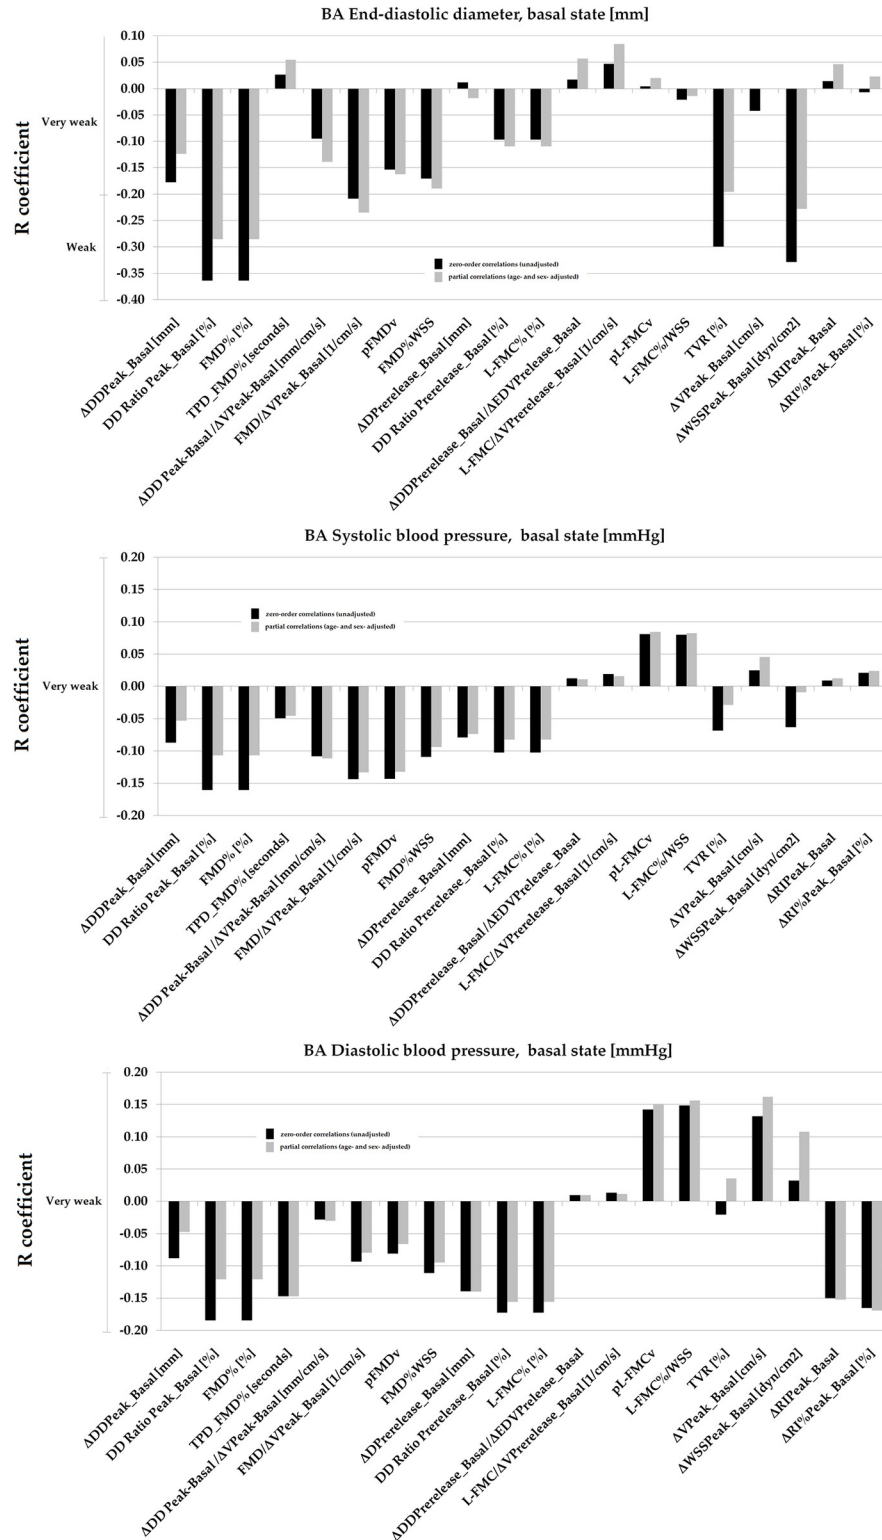 BA End-diastolic diameter, basal state [mm]
0.10
0.05
0.00
-0.05
-0.10
-0.15
-0.20
-0.25
-0.30
-0.35
-0.40
R coefficient
Very weak
Weak
zero-order correlations (unadjusted)
partial correlations (age- and sex- adjusted)
ΔDDPeak_Basal [mm]
DD Ratio Peak_Basal [%]
FMD% [%]
TPD_FMD% [seconds]
ΔDD Peak-Basal /ΔVPeak-Basal [mm/cm/s]
FMD/ΔVPeak_Basal [1/cm/s]
pFMDv
FMD%WSS
ΔDPrerelease_Basal [mm]
DD Ratio Prerelease_Basal [%]
L-FMC% [%]
ΔDDPrerelease_Basal /ΔEDVPrerelease_Basal
L-FMC/ΔVPrerelease_Basal [1/cm/s]
pL-FMCv
L-FMC%/WSS
TVR [%]
ΔVPeak_Basal [cm/s]
ΔWSSPeak_Basal [dyn/cm2]
ΔRIPeak_Basal
ΔRI%Peak_Basal [%]
BA Systolic blood pressure, basal state [mmHg]
0.20
0.15
0.10
0.05
0.00
-0.05
-0.10
-0.15
-0.20
R coefficient
Very weak
zero-order correlations (unadjusted)
partial correlations (age- and sex- adjusted)
ΔDDPeak_Basal [mm]
DD Ratio Peak_Basal [%]
FMD% [%]
TPD_FMD% [seconds]
ΔDD Peak-Basal /ΔVPeak-Basal [mm/cm/s]
FMD/ΔVPeak_Basal [1/cm/s]
pFMDv
FMD%WSS
ΔDPrerelease_Basal [mm]
DD Ratio Prerelease_Basal [%]
L-FMC% [%]
ΔDDPrerelease_Basal /ΔEDVPrerelease_Basal
L-FMC/ΔVPrerelease_Basal [1/cm/s]
pL-FMCv
L-FMC%/WSS
TVR [%]
ΔVPeak_Basal [cm/s]
ΔWSSPeak_Basal [dyn/cm2]
ΔRIPeak_Basal
ΔRI%Peak_Basal [%]
BA Diastolic blood pressure, basal state [mmHg]
0.20
0.15
0.10
0.05
0.00
-0.05
-0.10
-0.15
-0.20
R coefficient
Very weak
zero-order correlations (unadjusted)
partial correlations (age- and sex- adjusted)
ΔDDPeak_Basal [mm]
DD Ratio Peak_Basal [%]
FMD% [%]
TPD_FMD% [seconds]
ΔDD Peak-Basal /ΔVPeak-Basal [mm/cm/s]
FMD/ΔVPeak_Basal [1/cm/s]
pFMDv
FMD%WSS
ΔDPrerelease_Basal [mm]
DD Ratio Prerelease_Basal [%]
L-FMC% [%]
ΔDDPrerelease_Basal /ΔEDVPrerelease_Basal
L-FMC/ΔVPrerelease_Basal [1/cm/s]
pL-FMCv
L-FMC%/WSS
TVR [%]
ΔVPeak_Basal [cm/s]
ΔWSSPeak_Basal [dyn/cm2]
ΔRIPeak_Basal
ΔRI%Peak_Basal [%]